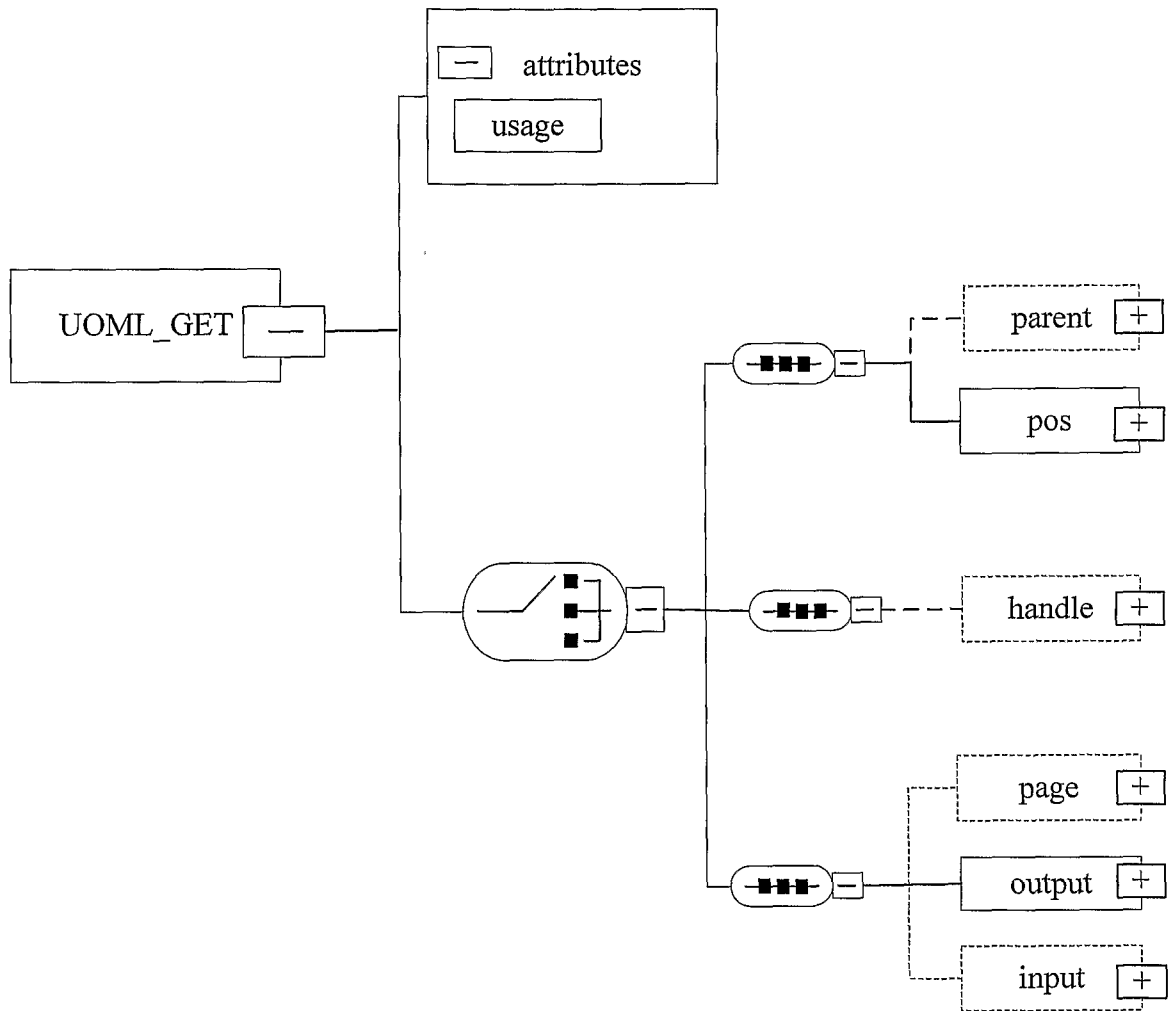 attributes
usage
UOML_GET
parent
pos
handle
page
output
input